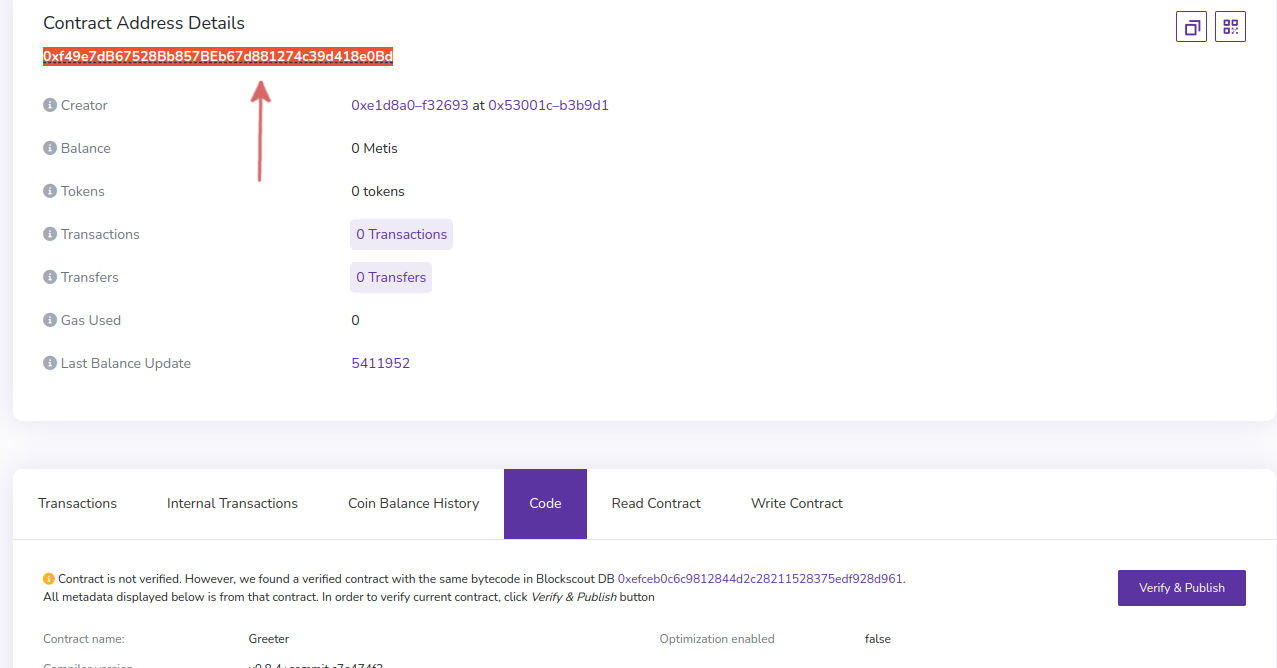 Contract Address Details
0xf49e7dB67528Bb857BEb67d881274c39d418e0Bd
Creator 0xe1d8a0–f32693 at 0x53001c–b3b9d1
Balance 0 Metis
Tokens 0 tokens
Transactions 0 Transactions
Transfers 0 Transfers
Gas Used 0
Last Balance Update 5411952
Transactions Internal Transactions Coin Balance History Code Read Contract Write Contract
Contract is not verified. However, we found a verified contract with the same bytecode in Blockscout DB 0xefceb0c6c9812844d2c28211528375edf928d961.
All metadata displayed below is from that contract. In order to verify current contract, click Verify & Publish button
Verify & Publish
Contract name: Greeter Optimization enabled false
Compiler version